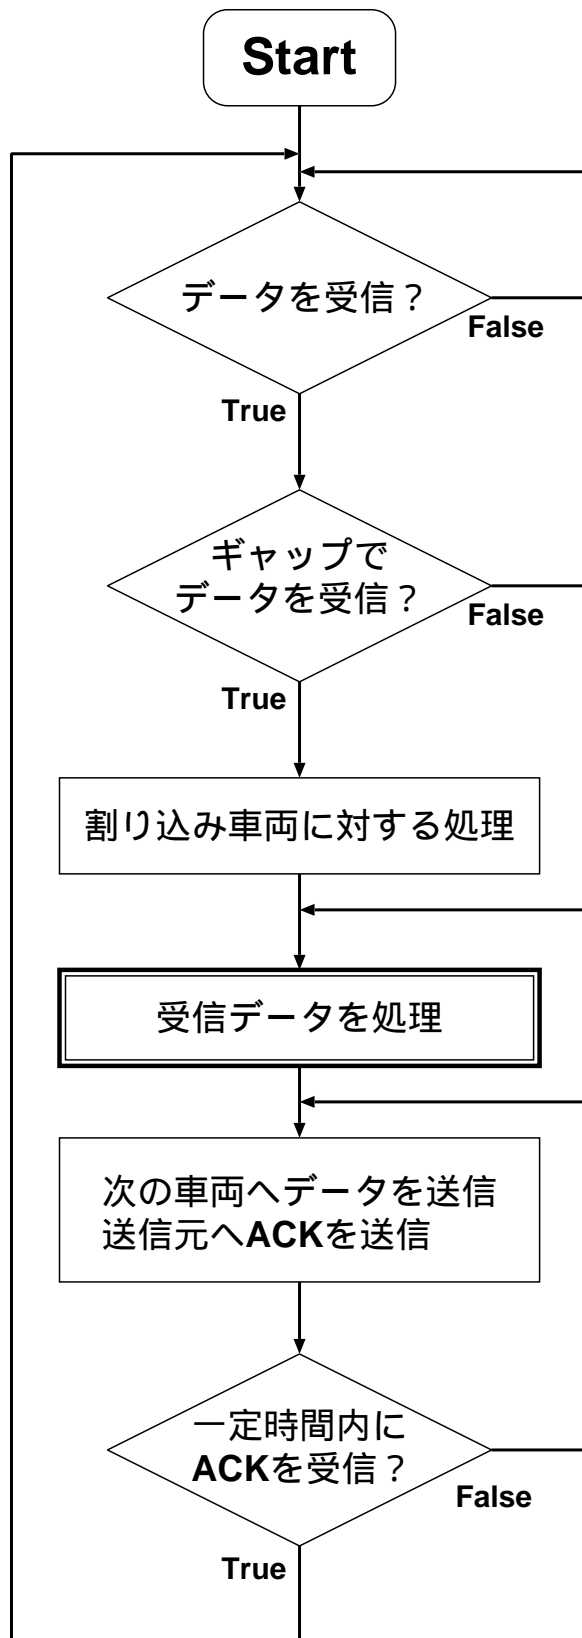 Start
データを受信？
False
True
ギャップで
データを受信？
False
True
割り込み車両に対する処理
受信データを処理
次の車両へデータを送信
送信元へACKを送信
一定時間内に
ACKを受信？
False
True